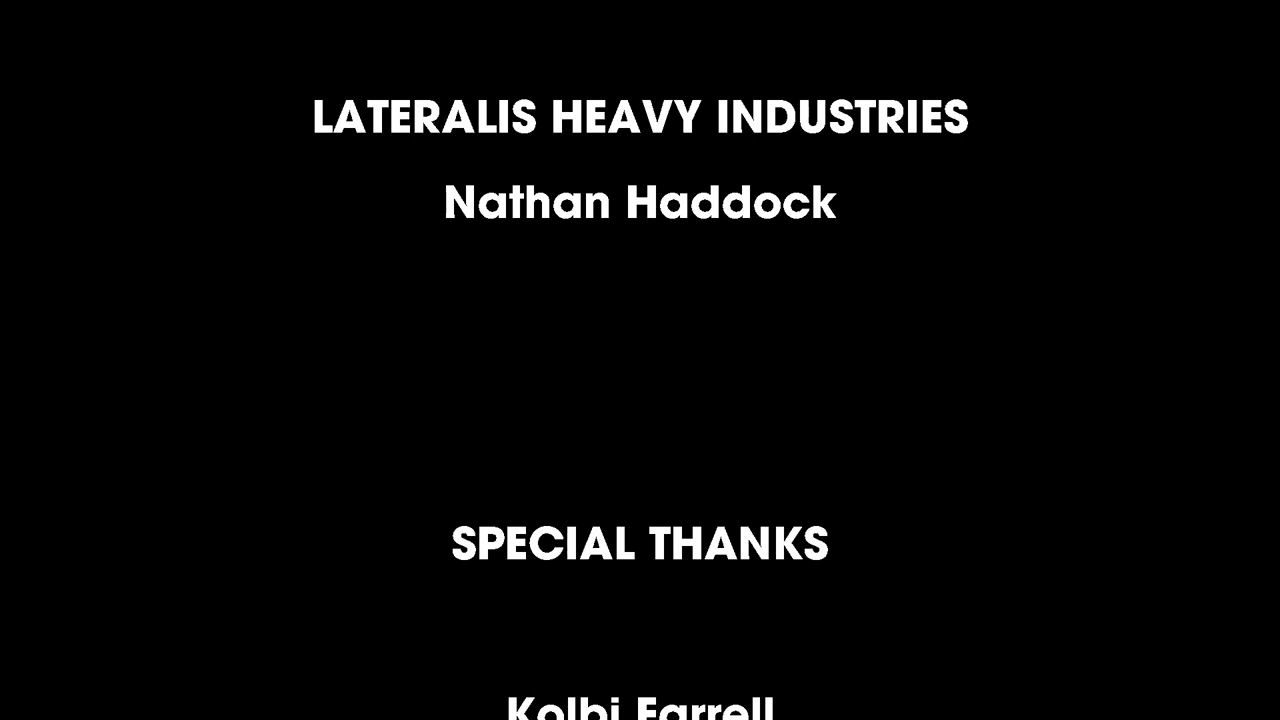 LATERALIS HEAVY INDUSTRIES
Nathan Haddock
SPECIAL THANKS
Kolbi Farrell